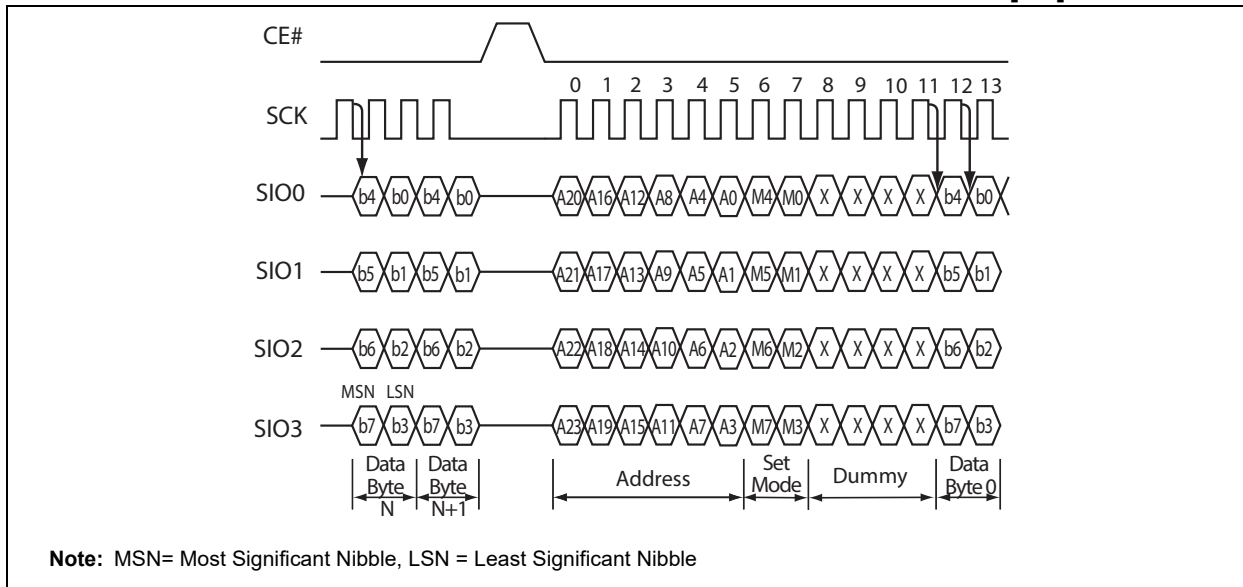 CE#
0 1 2 3 4 5 6 7 8 9 10 11 12 13
SCK
SIO0 b4 b0 b4 b0 A20 A16 A12 A8 A4 A0 M4 M0 X X X X b4 b0
SIO1 b5 b1 b5 b1 A21 A17 A13 A9 A5 A1 M5 M1 X X X X b5 b1
SIO2 b6 b2 b6 b2 A22 A18 A14 A10 A6 A2 M6 M2 X X X X b6 b2
MSN LSN
SIO3 b7 b3 b7 b3 A23 A19 A15 A11 A7 A3 M7 M3 X X X X b7 b3
Data Byte N
Data Byte N+1
Address
Set Mode
Dummy
Data Byte 0
Note: MSN= Most Significant Nibble, LSN = Least Significant Nibble